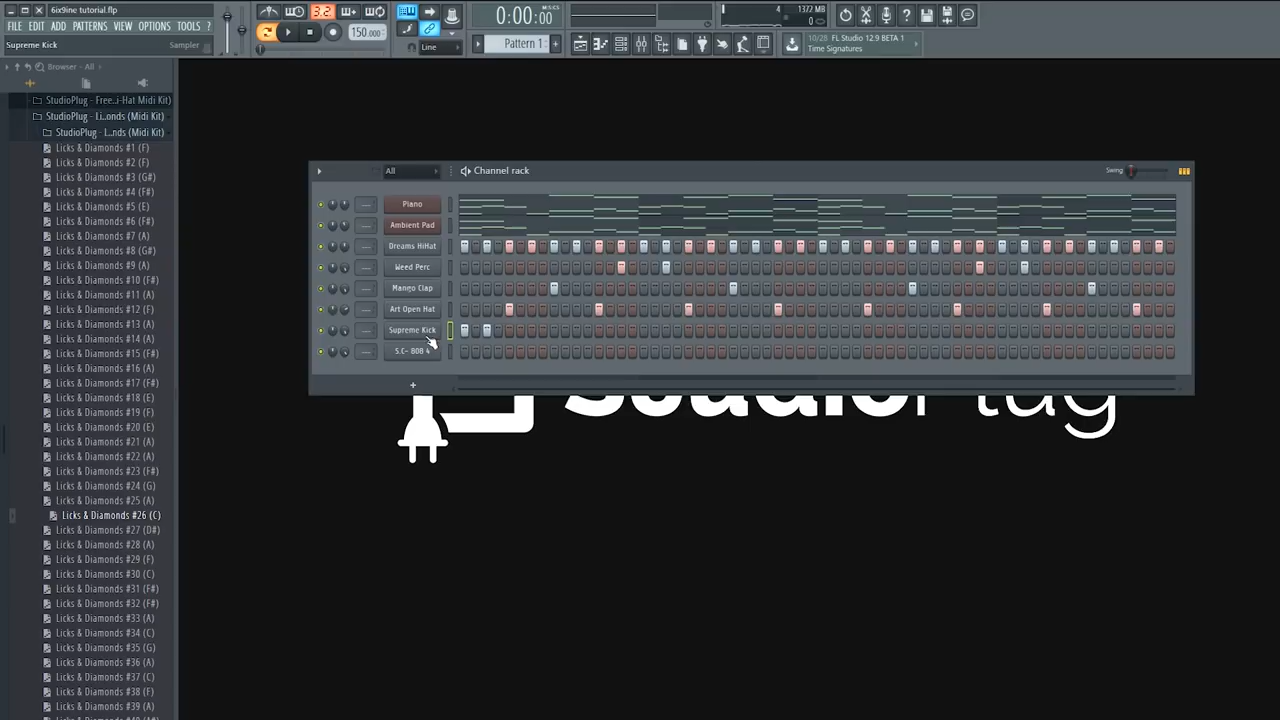 6ix9ine tutorial.flp
FILE EDIT ADD PATTERNS VIEW OPTIONS TOOLS ?
Supreme Kick
Sampler
3.2
150.000
Line
0:00:00
Pattern 1
4
1372 MB
0
10/28 FL Studio 12.9 BETA 1
Time Signatures
Browser - All
StudioPlug - Free..i-Hat Midi Kit)
StudioPlug - Li..onds (Midi Kit)
StudioPlug - L...nds (Midi Kit)
Licks & Diamonds #1 (F)
Licks & Diamonds #2 (F)
Licks & Diamonds #3 (G#)
Licks & Diamonds #4 (F#)
Licks & Diamonds #5 (E)
Licks & Diamonds #6 (F#)
Licks & Diamonds #7 (A)
Licks & Diamonds #8 (G#)
Licks & Diamonds #9 (A)
Licks & Diamonds #10 (F#)
Licks & Diamonds #11 (A)
Licks & Diamonds #12 (F)
Licks & Diamonds #13 (A)
Licks & Diamonds #14 (A)
Licks & Diamonds #15 (F#)
Licks & Diamonds #16 (A)
Licks & Diamonds #17 (F#)
Licks & Diamonds #18 (E)
Licks & Diamonds #19 (F)
Licks & Diamonds #20 (E)
Licks & Diamonds #21 (A)
Licks & Diamonds #22 (A)
Licks & Diamonds #23 (F#)
Licks & Diamonds #24 (G)
Licks & Diamonds #25 (A)
Licks & Diamonds #26 (C)
Licks & Diamonds #27 (D#)
Licks & Diamonds #28 (A)
Licks & Diamonds #29 (F)
Licks & Diamonds #30 (C)
Licks & Diamonds #31 (F#)
Licks & Diamonds #32 (F#)
Licks & Diamonds #33 (A)
Licks & Diamonds #34 (C)
Licks & Diamonds #35 (G)
Licks & Diamonds #36 (A)
Licks & Diamonds #37 (C)
Licks & Diamonds #38 (F)
Licks & Diamonds #39 (A)
All
Channel rack
Swing
Piano
Ambient Pad
Dreams HiHat
Weed Perc
Mango Clap
Art Open Hat
Supreme Kick
S.C- 808 4
+
StudioPlug